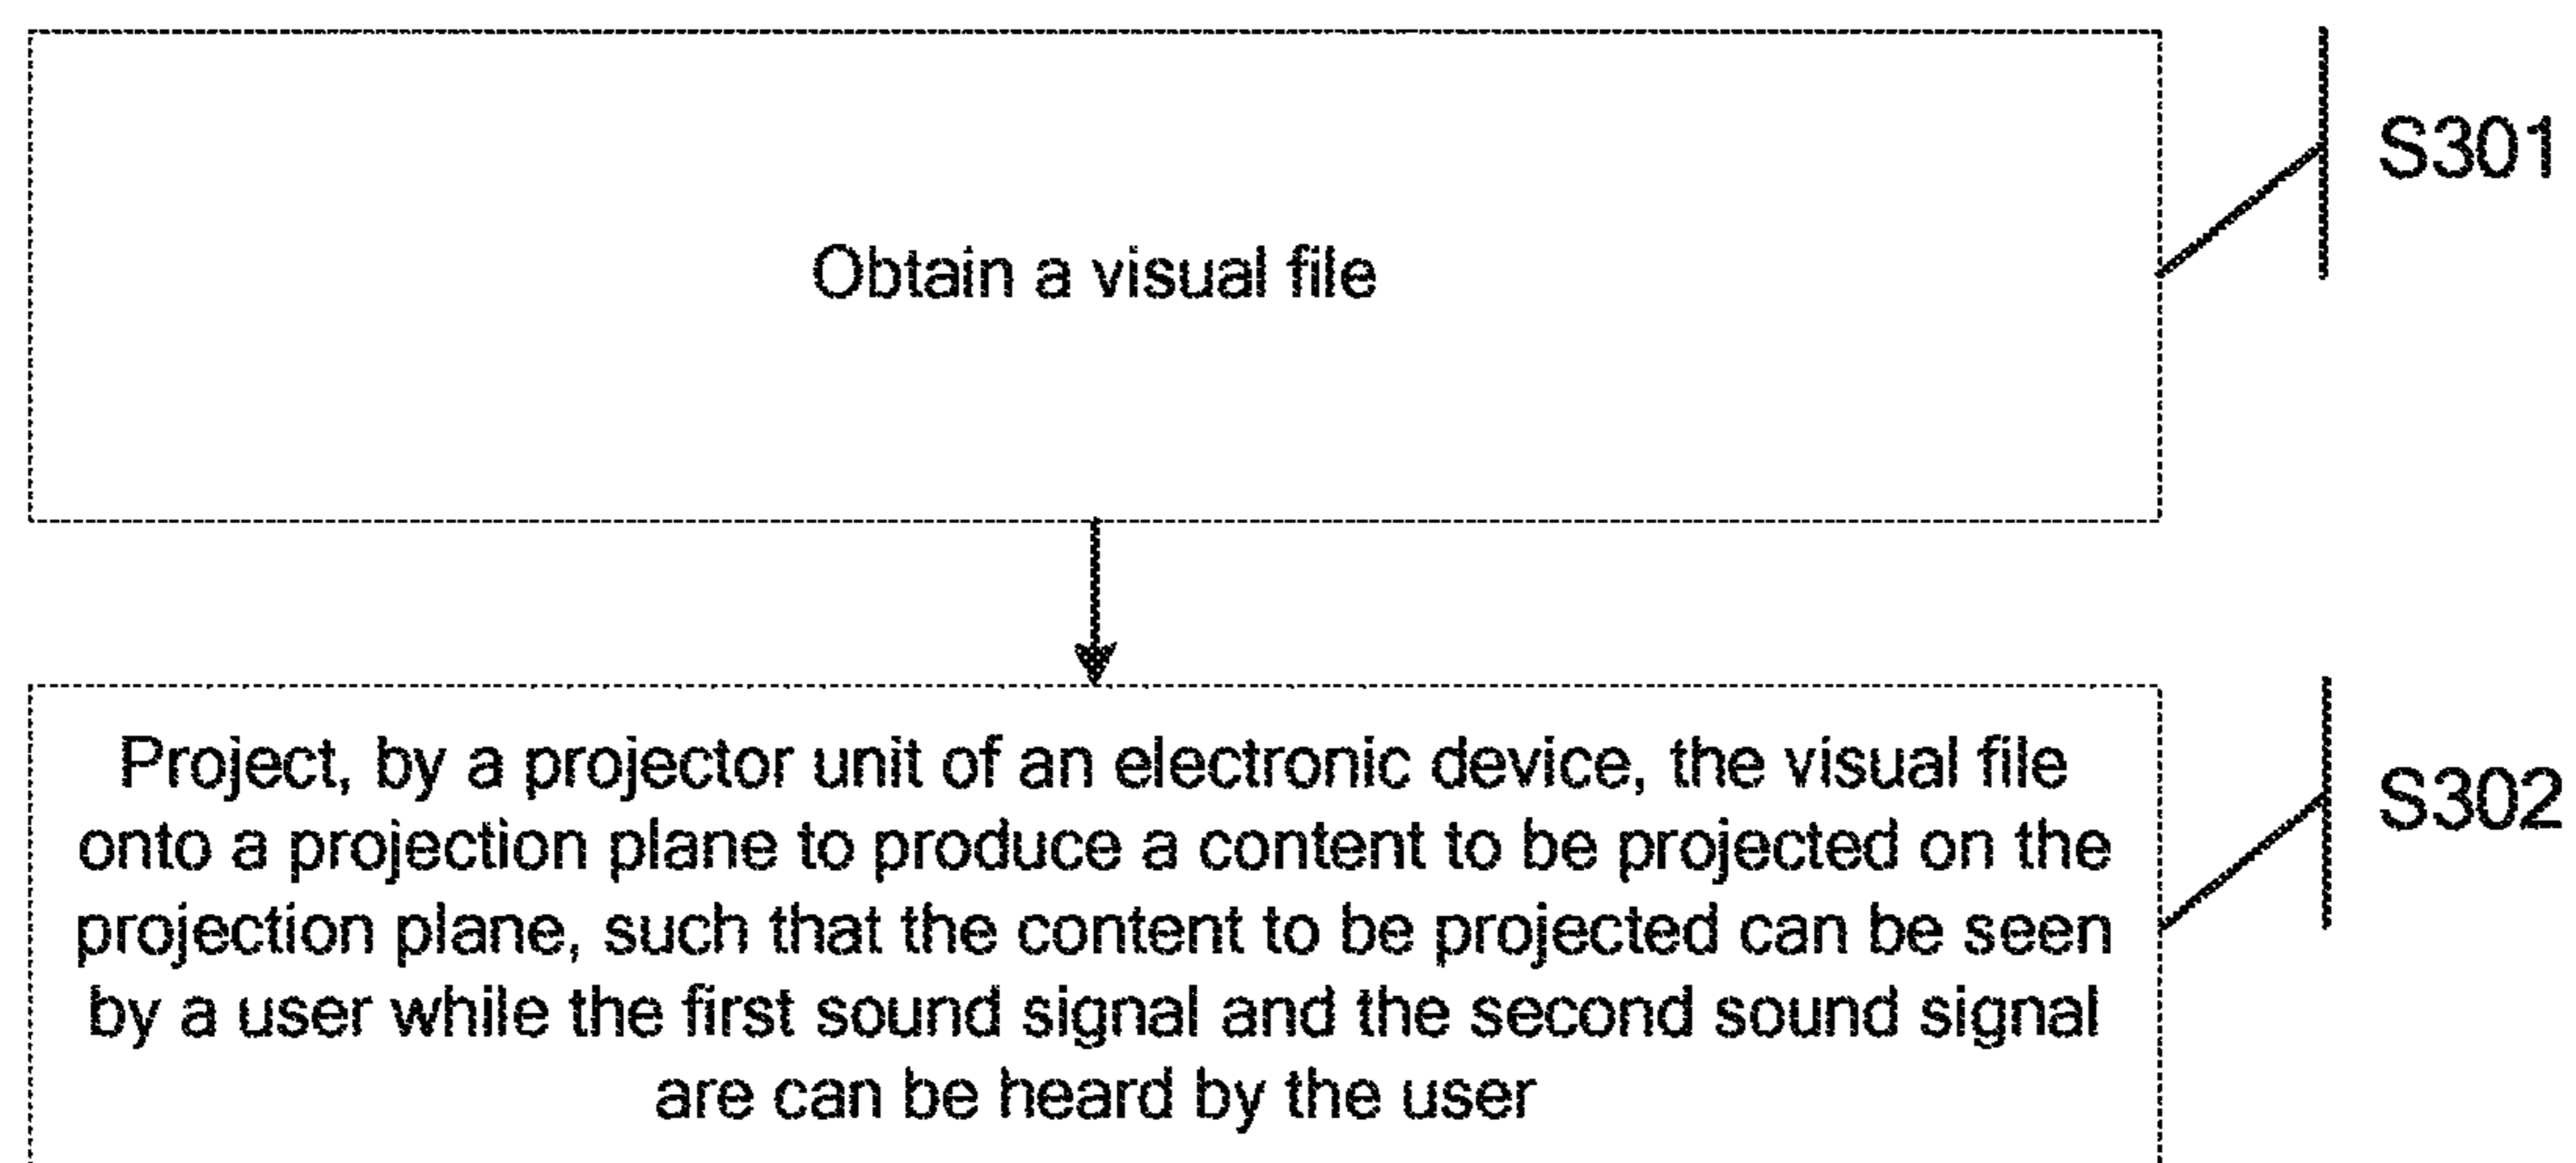 Obtain a visual file
S301
Project, by a projector unit of an electronic device, the visual file
onto a projection plane to produce a content to be projected on the
projection plane, such that the content to be projected can be seen
by a user while the first sound signal and the second sound signal
are can be heard by the user
S302